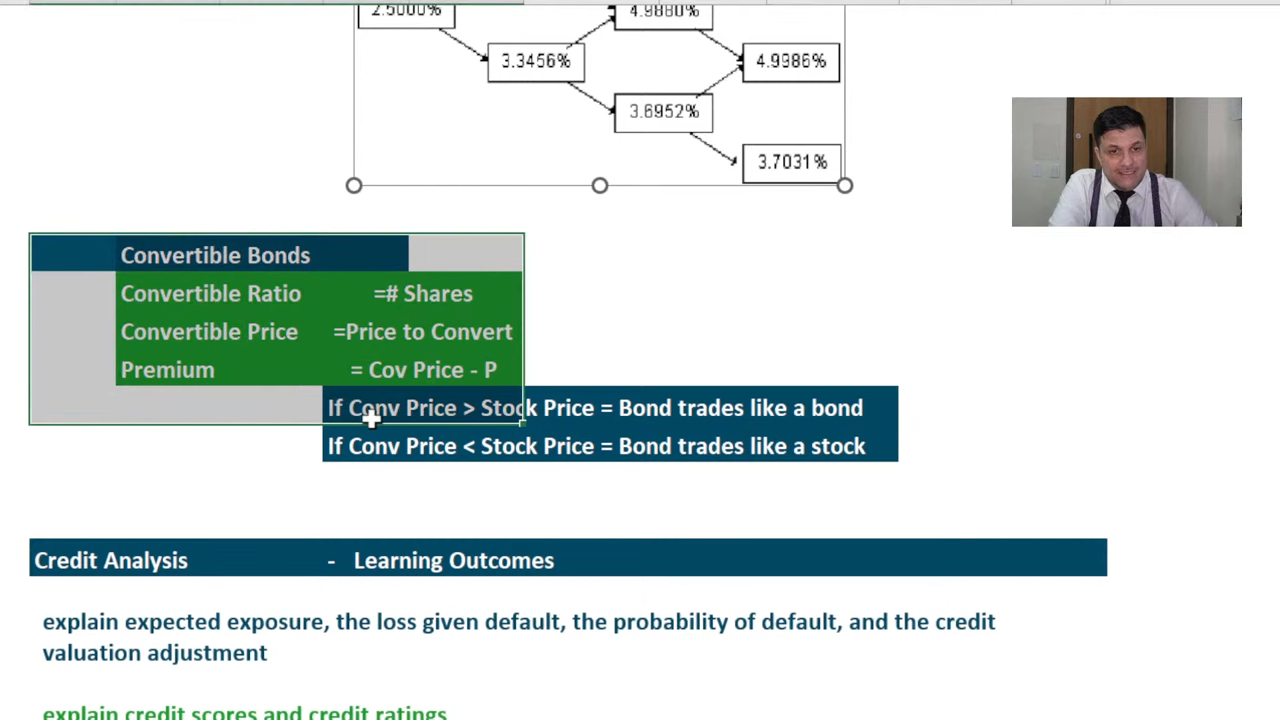 2.5000%
4.9880%
3.3456%
4.9986%
3.6952%
3.7031%
Convertible Bonds
Convertible Ratio =# Shares
Convertible Price =Price to Convert
Premium = Cov Price - P
If Conv Price > Stock Price = Bond trades like a bond
If Conv Price < Stock Price = Bond trades like a stock
Credit Analysis - Learning Outcomes
explain expected exposure, the loss given default, the probability of default, and the credit
valuation adjustment
explain credit scores and credit ratings